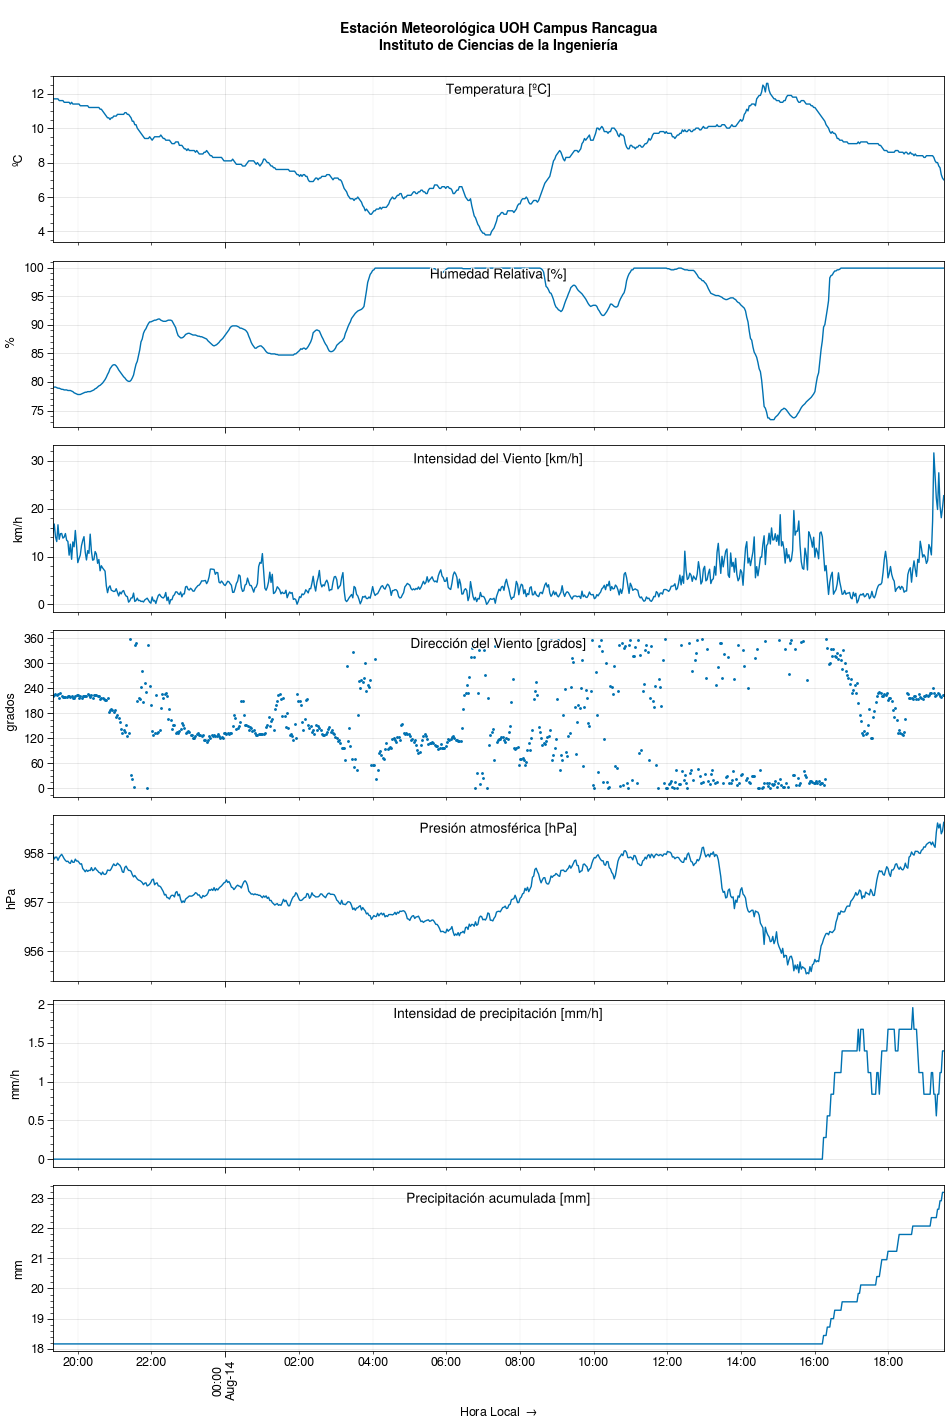 Estación Meteorológica UOH Campus Rancagua
Instituto de Ciencias de la Ingeniería
Temperatura [ºC]
ºC
12
10
8
6
4
Humedad Relativa [%]
%
100
95
90
85
80
75
Intensidad del Viento [km/h]
km/h
30
20
10
0
Dirección del Viento [grados]
grados
360
300
240
180
120
60
0
Presión atmosférica [hPa]
hPa
958
957
956
Intensidad de precipitación [mm/h]
mm/h
2
1.5
1
0.5
0
Precipitación acumulada [mm]
mm
23
22
21
20
19
18
20:00 22:00 00:00 02:00 04:00 06:00 08:00 10:00 12:00 14:00 16:00 18:00
Aug-14
Hora Local →